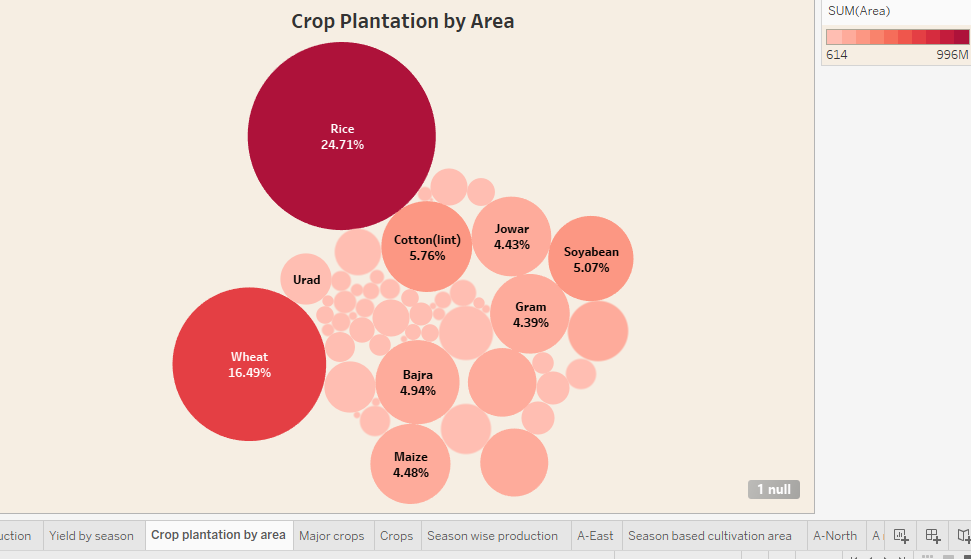 Crop Plantation by Area
SUM(Area)
614 996M
Rice
24.71%
Cotton(lint)
5.76%
Jowar
4.43%
Soyabean
5.07%
Urad
Gram
4.39%
Wheat
16.49%
Bajra
4.94%
Maize
4.48%
1 null
uction Yield by season Crop plantation by area Major crops Crops Season wise production A-East Season based cultivation area A-North A